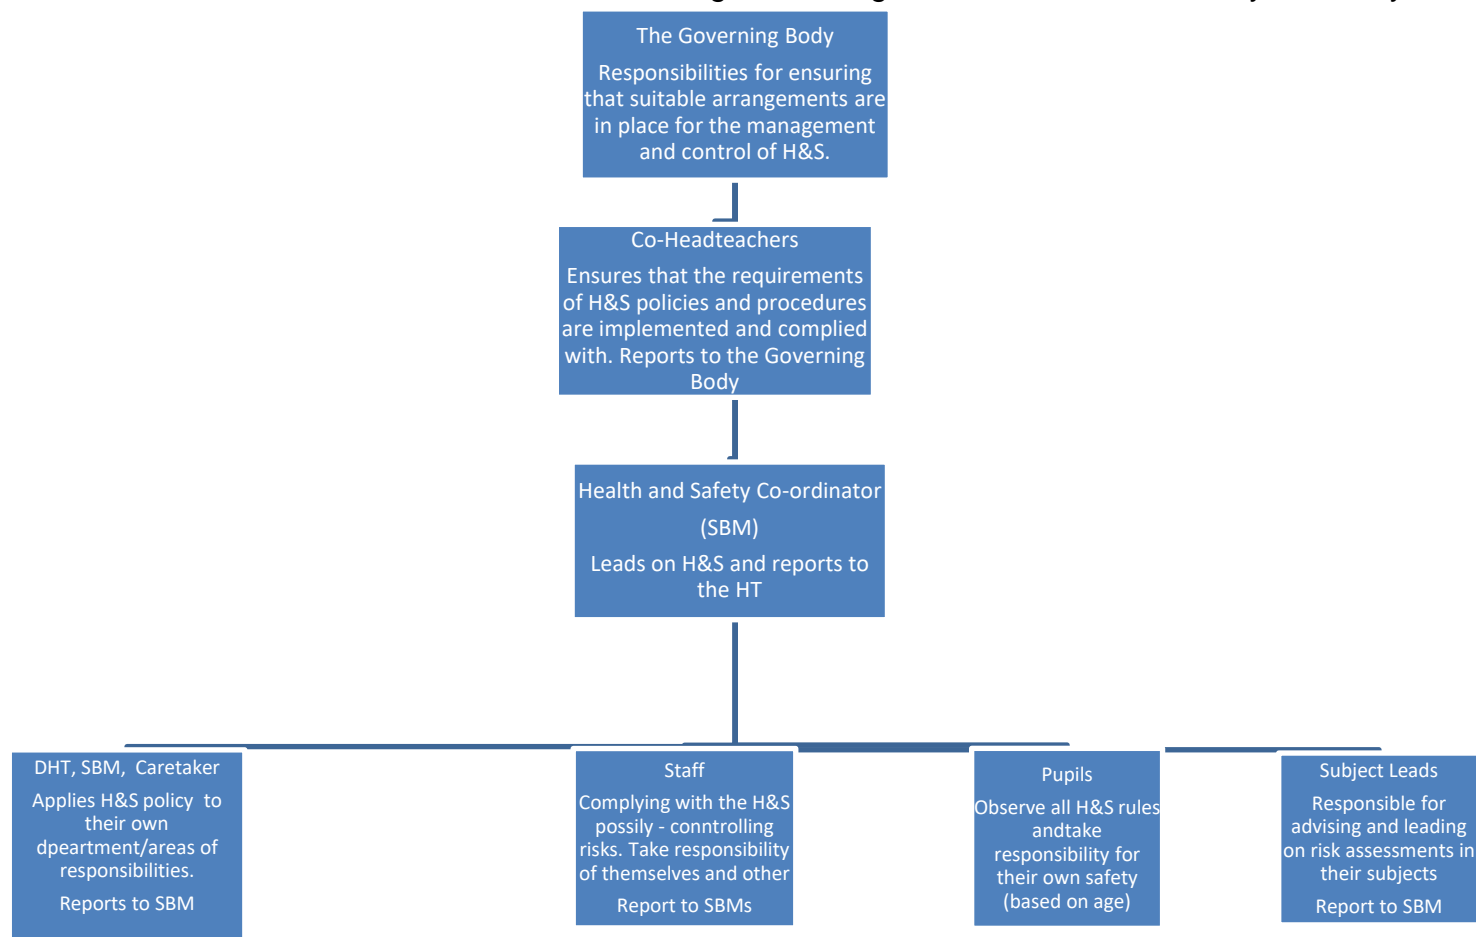 The Governing Body
Responsibilities for ensuring
that suitable arrangements are
in place for the management
and control of H&S.
Co-Headteachers
Ensures that the requirements
of H&S policies and procedures
are implemented and complied
with. Reports to the Governing
Body
Health and Safety Co-ordinator
(SBM)
Leads on H&S and reports to
the HT
DHT, SBM, Caretaker
Applies H&S policy to
their own
dpeartment/areas of
responsibilities.
Reports to SBM
Staff
Complying with the H&S
possily - conntrolling
risks. Take responsibility
of themselves and other
Report to SBMs
Pupils
Observe all H&S rules
andtake
responsibility for
their own safety
(based on age)
Subject Leads
Responsible for
advising and leading
on risk assessments in
their subjects
Report to SBM